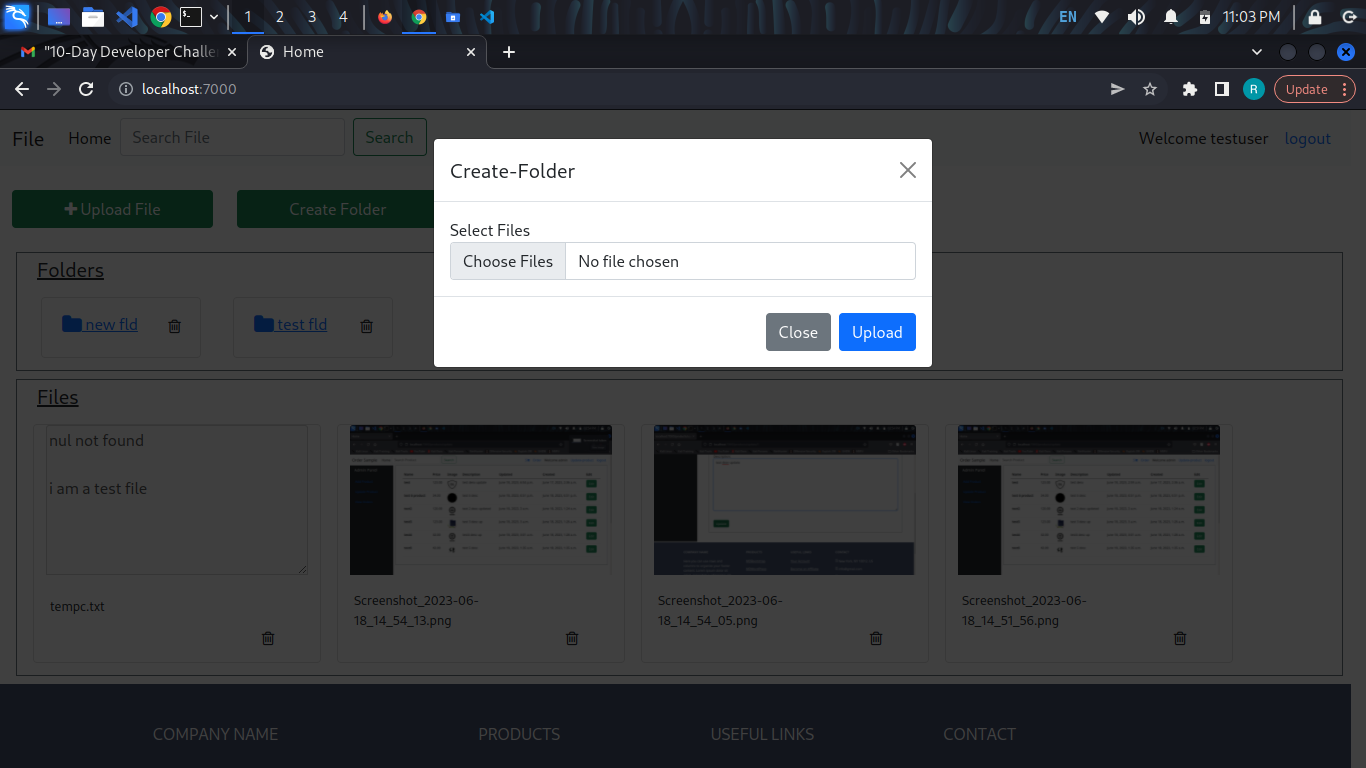 1 2 3 4 EN 11:03 PM
"10-Day Developer Challe Home
localhost:7000 R Update
File Home Search File Search Welcome testuser logout
Create-Folder
Upload File Create Folder
Select Files
Choose Files No file chosen
Close Upload
Folders
new fld test fld
Files
nul not found
i am a test file
tempc.txt
Screenshot_2023-06-
18_14_54_13.png
Screenshot_2023-06-
18_14_54_05.png
Screenshot_2023-06-
18_14_51_56.png
COMPANY NAME PRODUCTS USEFUL LINKS CONTACT